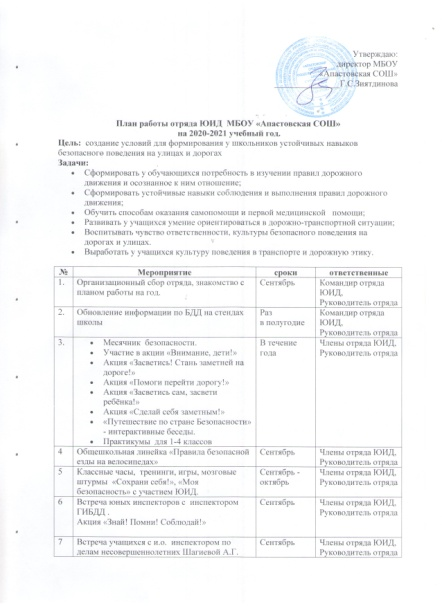 Утверждаю:
директор МБОУ
«Апастовская СОШ»
Г.С.Зиятдинова
План работы отряда ЮИД МБОУ «Апастовская СОШ»
на 2020-2021 учебный год.
Цель: создание условий для формирования у школьников устойчивых навыков
безопасного поведения на улицах и дорогах
Задачи:
• Сформировать у обучающихся потребность в изучении правил дорожного
движения и осознанное к ним отношение;
• Сформировать устойчивые навыки соблюдения и выполнения правил дорожного
движения;
• Обучить способам оказания самопомощи и первой медицинской помощи;
• Развивать у учащихся умение ориентироваться в дорожно-транспортной ситуации;
• Воспитывать чувство ответственности, культуры безопасного поведения на
дорогах и улицах.
• Выработать у учащихся культуру поведения в транспорте и дорожную этику.
№ Мероприятие сроки ответственные
1. Организационный сбор отряда, знакомство с Сентябрь Командир отряда
планом работы на год. ЮИД,
Руководитель отряда
2. Обновление информации по БДД на стендах Раз Командир отряда
школы в полугодие ЮИД,
Руководитель отряда
3. • Месячник безопасности. В течение Члены отряда ЮИД,
• Участие в акции «Внимание, дети!» года Руководитель отряда
• Акция «Засветись! Стань заметней на
дороге!»
• Акция «Помоги перейти дорогу!»
• Акция «Засветись сам, засвети
ребёнка!»
• Акция «Сделай себя заметным!»
• «Путешествие по стране Безопасности»
- интерактивные беседы.
• Практикумы для 1-4 классов
4 Общешкольная линейка «Правила безопасной Сентябрь Члены отряда ЮИД,
езды на велосипедах» Руководитель отряда
5 Классные часы, тренинги, игры, мозговые Сентябрь - Члены отряда ЮИД,
штурмы «Сохрани себя!», «Моя октябрь Руководитель отряда
безопасность» с участием ЮИД.
6 Встреча юных инспекторов с инспектором Сентябрь Члены отряда ЮИД,
ГИБДД . Руководитель отряда
Акция «Знай! Помни! Соблюдай!»
7 Встреча учащихся с и.о. инспектором по Сентябрь Члены отряда ЮИД,
делам несовершеннолетних Шагиевой А.Г. Руководитель отряда